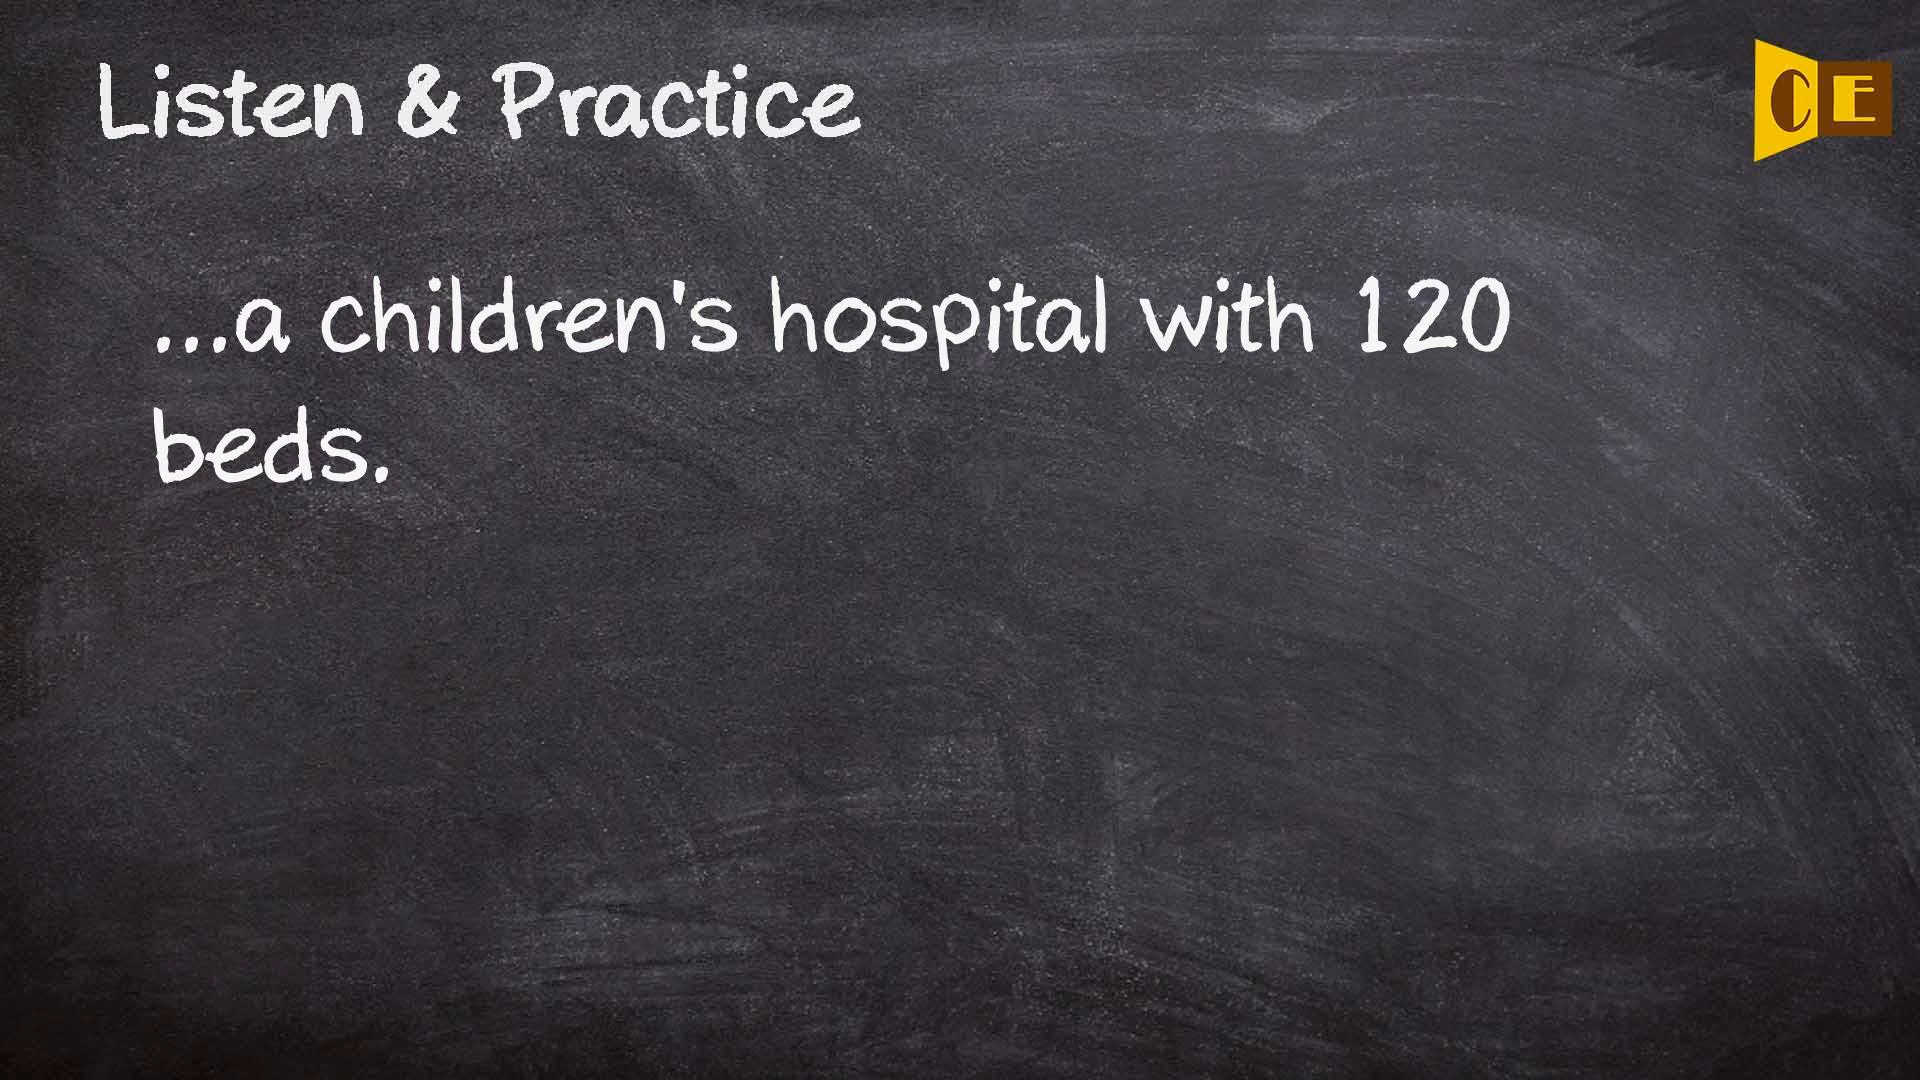 Listen & Practice
CE
...a children's hospital with 120
beds.